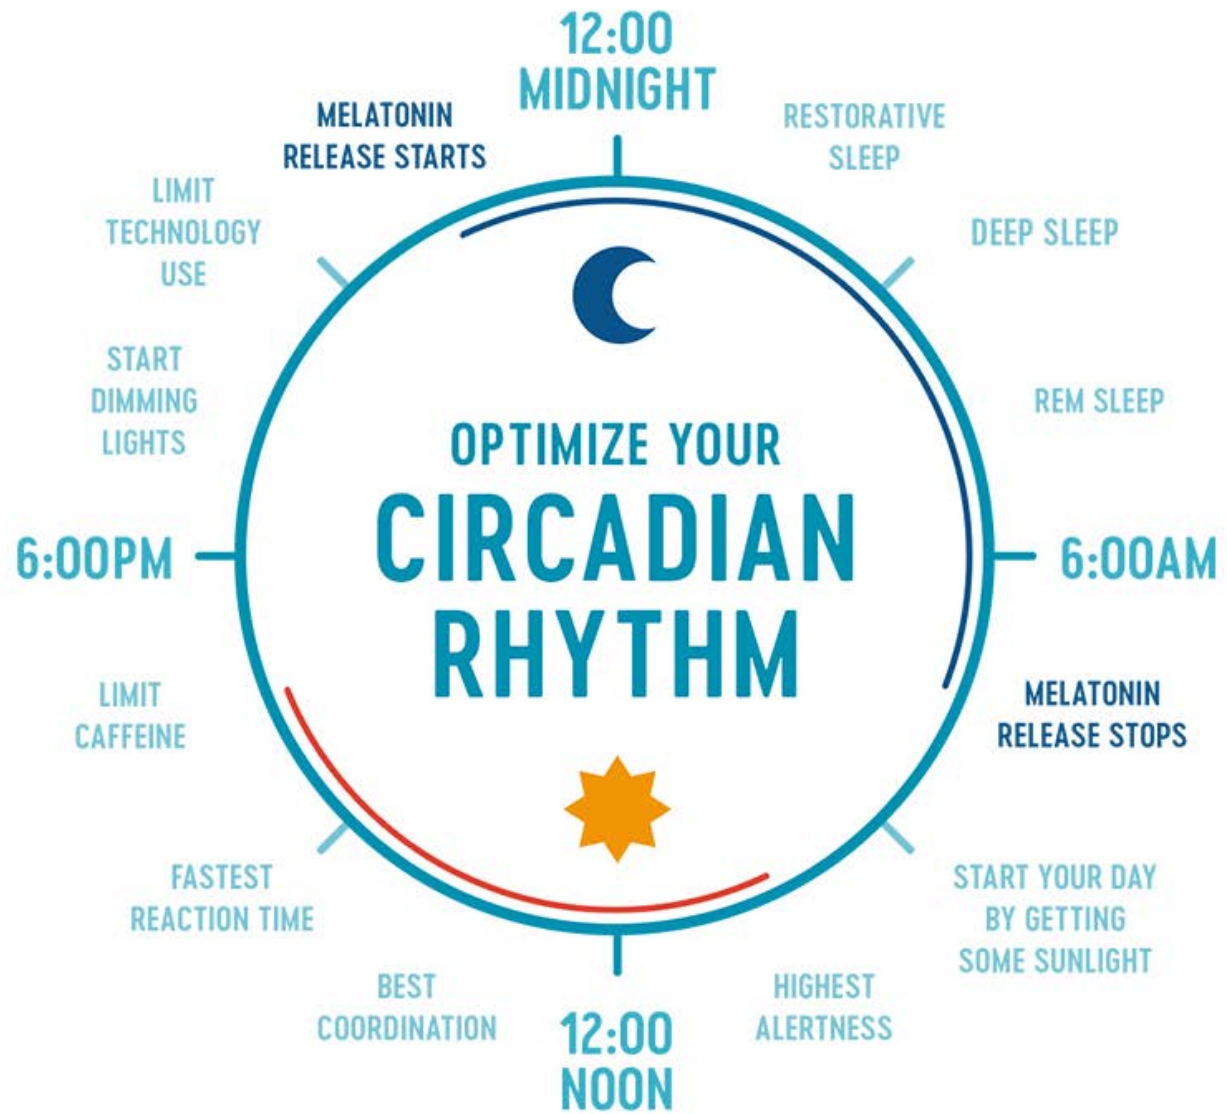 12:00
MIDNIGHT
RESTORATIVE
SLEEP
DEEP SLEEP
REM SLEEP
6:00AM
MELATONIN
RELEASE STOPS
START YOUR DAY
BY GETTING
SOME SUNLIGHT
HIGHEST
ALERTNESS
12:00
NOON
BEST
COORDINATION
FASTEST
REACTION TIME
LIMIT
CAFFEINE
6:00PM
START
DIMMING
LIGHTS
LIMIT
TECHNOLOGY
USE
MELATONIN
RELEASE STARTS
OPTIMIZE YOUR
CIRCADIAN
RHYTHM